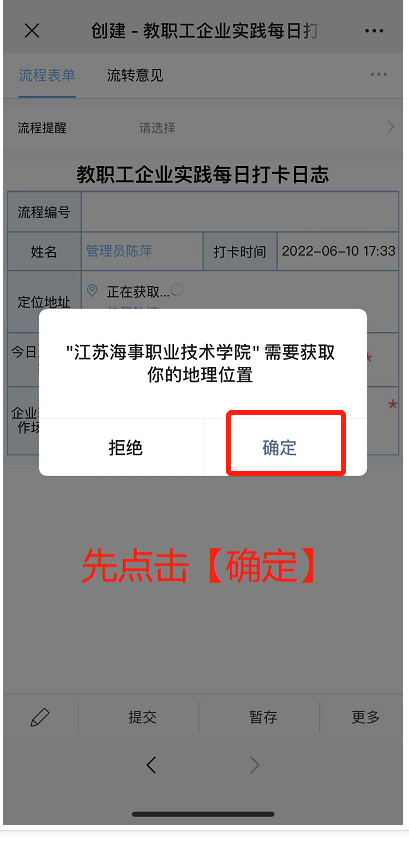 创建 - 教职工企业实践每日打
流程表单 流转意见
流程提醒 请选择
教职工企业实践每日打卡日志
流程编号
姓名 管理员陈萍 打卡时间 2022-06-10 17:33
定位地址 正在获取...
"江苏海事职业技术学院" 需要获取
你的地理位置
今日
*
企业
作场
*
拒绝 确定
先点击【确定】
提交 暂存 更多